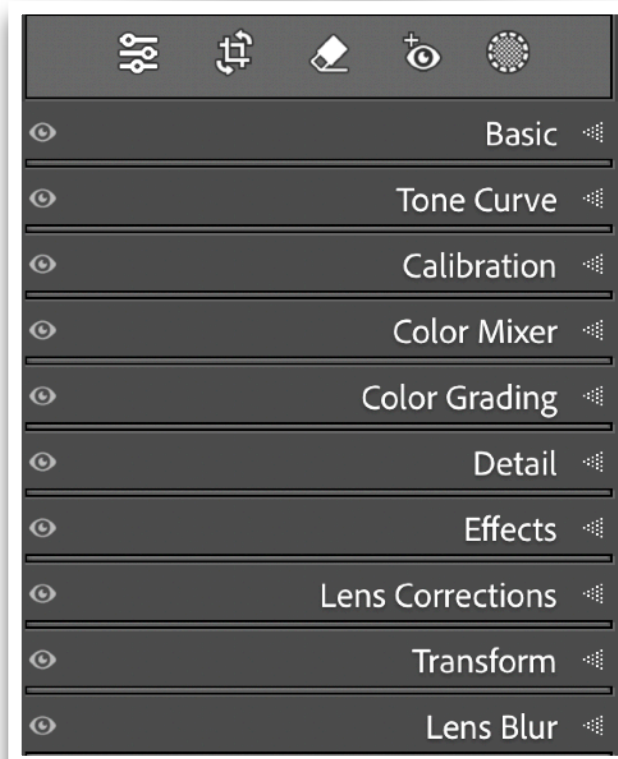 Basic
Tone Curve
Calibration
Color Mixer
Color Grading
Detail
Effects
Lens Corrections
Transform
Lens Blur